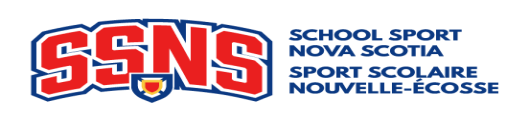 SSNS
SCHOOL SPORT
NOVA SCOTIA
SPORT SCOLAIRE
NOUVELLE-ÉCOSSE